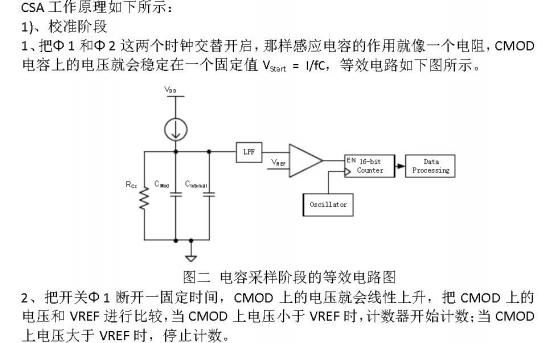 CSA 工作原理如下所示：
1)、校准阶段
1、把Φ1和Φ2这两个时钟交替开启，那样感应电容的作用就像一个电阻，CMOD
电容上的电压就会稳定在一个固定值 VStart = I/fC，等效电路如下图所示。
VDD
LPF
VREF
EN 16-bit
Counter
Data
Processing
RCx
CMod
CInternal
Oscillator
图二 电容采样阶段的等效电路图
2、把开关Φ1断开一固定时间，CMOD 上的电压就会线性上升，把 CMOD 上的
电压和 VREF 进行比较，当 CMOD 上电压小于 VREF 时，计数器开始计数；当 CMOD
上电压大于 VREF 时，停止计数。